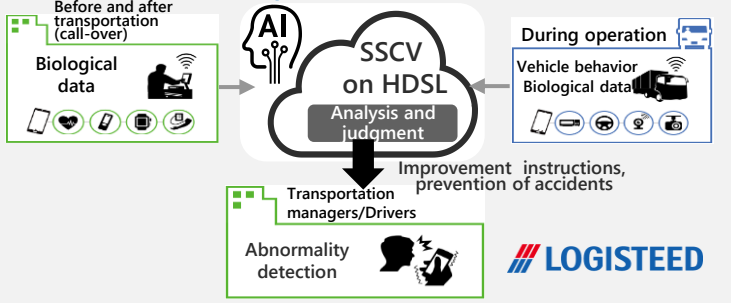 Before and after
transportation
(call-over)
Biological
data
AI
SSCV
on HDSL
Analysis and
judgment
During operation
Vehicle behavior
Biological data
Improvement instructions,
prevention of accidents
Transportation
managers/Drivers
Abnormality
detection
LOGISTEED